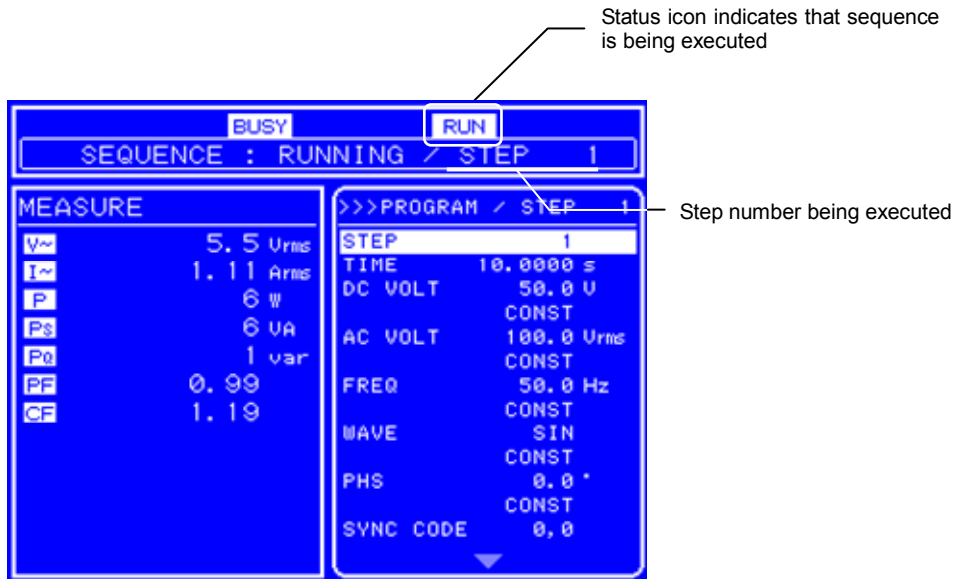 Status icon indicates that sequence
is being executed
BUSY RUN
SEQUENCE : RUNNING / STEP 1
MEASURE
V~ 5.5 Vrms
I~ 1.11 Arms
P 6 W
PS 6 VA
PQ 1 var
PF 0.99
CF 1.19
>>>PROGRAM / STEP 1
STEP 1
TIME 10.0000 s
DC VOLT 50.0 V
CONST
AC VOLT 100.0 Vrms
CONST
FREQ 50.0 Hz
CONST
WAVE SIN
CONST
PHS 0.0 °
CONST
SYNC CODE 0,0
Step number being executed